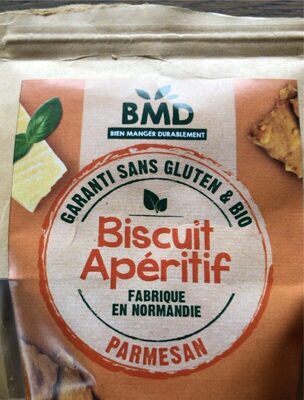 BMD
BIEN MANGER DURABLEMENT
GARANTI SANS GLUTEN & BIO
Biscuit
Apéritif
FABRIQUE
EN NORMANDIE
PARMESAN